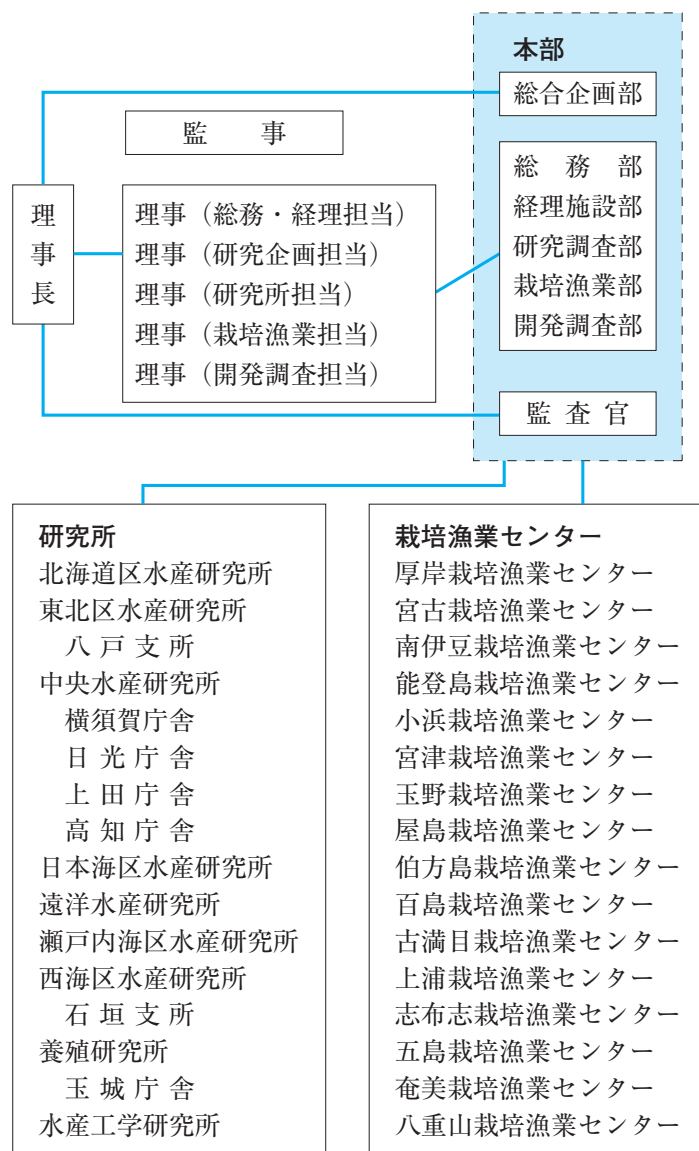 本部
総合企画部
監　　事
総　務　部
経理施設部
研究調査部
栽培漁業部
開発調査部
理事長
理事（総務・経理担当）
理事（研究企画担当）
理事（研究所担当）
理事（栽培漁業担当）
理事（開発調査担当）
監 査 官
研究所
北海道区水産研究所
東北区水産研究所
八 戸 支 所
中央水産研究所
横須賀庁舎
日 光 庁 舎
上 田 庁 舎
高 知 庁 舎
日本海区水産研究所
遠洋水産研究所
瀬戸内海区水産研究所
西海区水産研究所
石 垣 支 所
養殖研究所
玉 城 庁 舎
水産工学研究所
栽培漁業センター
厚岸栽培漁業センター
宮古栽培漁業センター
南伊豆栽培漁業センター
能登島栽培漁業センター
小浜栽培漁業センター
宮津栽培漁業センター
玉野栽培漁業センター
屋島栽培漁業センター
伯方島栽培漁業センター
百島栽培漁業センター
古満目栽培漁業センター
上浦栽培漁業センター
志布志栽培漁業センター
五島栽培漁業センター
奄美栽培漁業センター
八重山栽培漁業センター